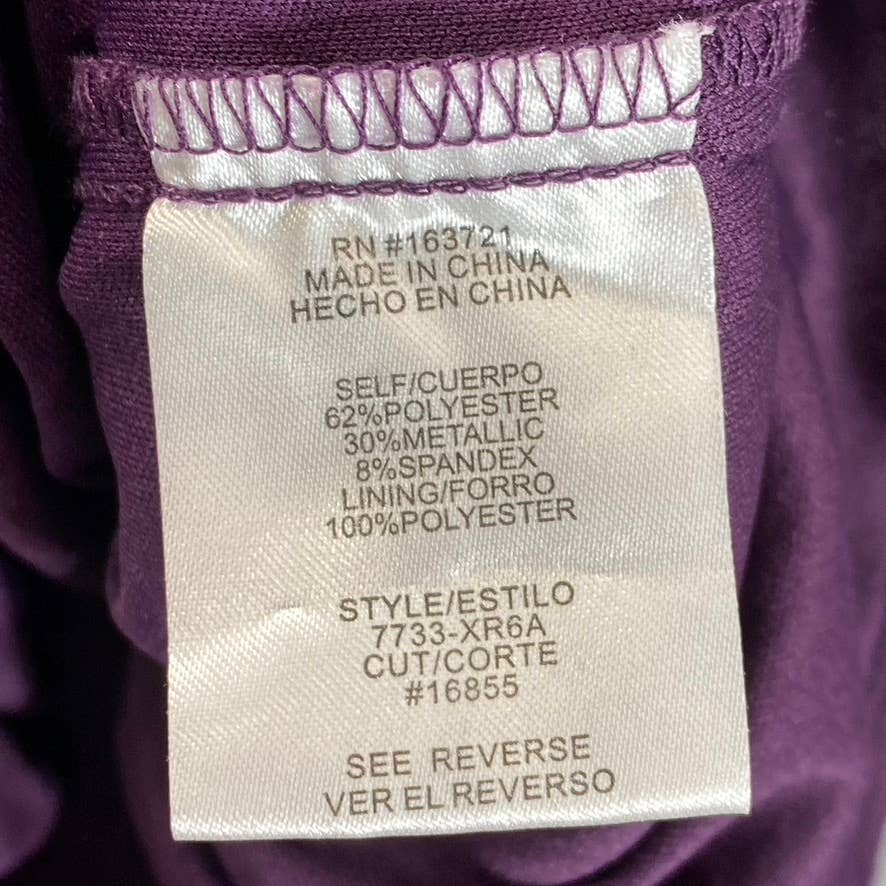 RN #163721
MADE IN CHINA
HECHO EN CHINA
SELF/CUERPO
62%POLYESTER
30%METALLIC
8%SPANDEX
LINING/FORRO
100%POLYESTER
STYLE/ESTILO
7733-XR6A
CUT/CORTE
#16855
SEE REVERSE
VER EL REVERSO